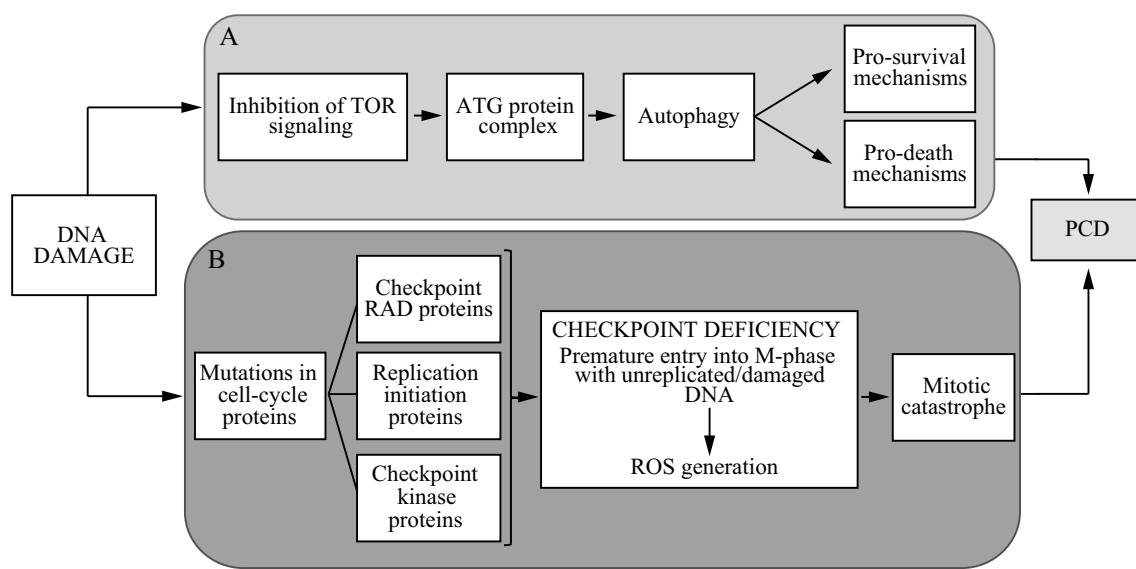 A
Inhibition of TOR
signaling
ATG protein
complex
Autophagy
Pro-survival
mechanisms
Pro-death
mechanisms
DNA
DAMAGE
PCD
B
Mutations in
cell-cycle
proteins
Checkpoint
RAD proteins
Replication
initiation
proteins
Checkpoint
kinase
proteins
CHECKPOINT DEFICIENCY
Premature entry into M-phase
with unreplicated/damaged
DNA
ROS generation
Mitotic
catastrophe